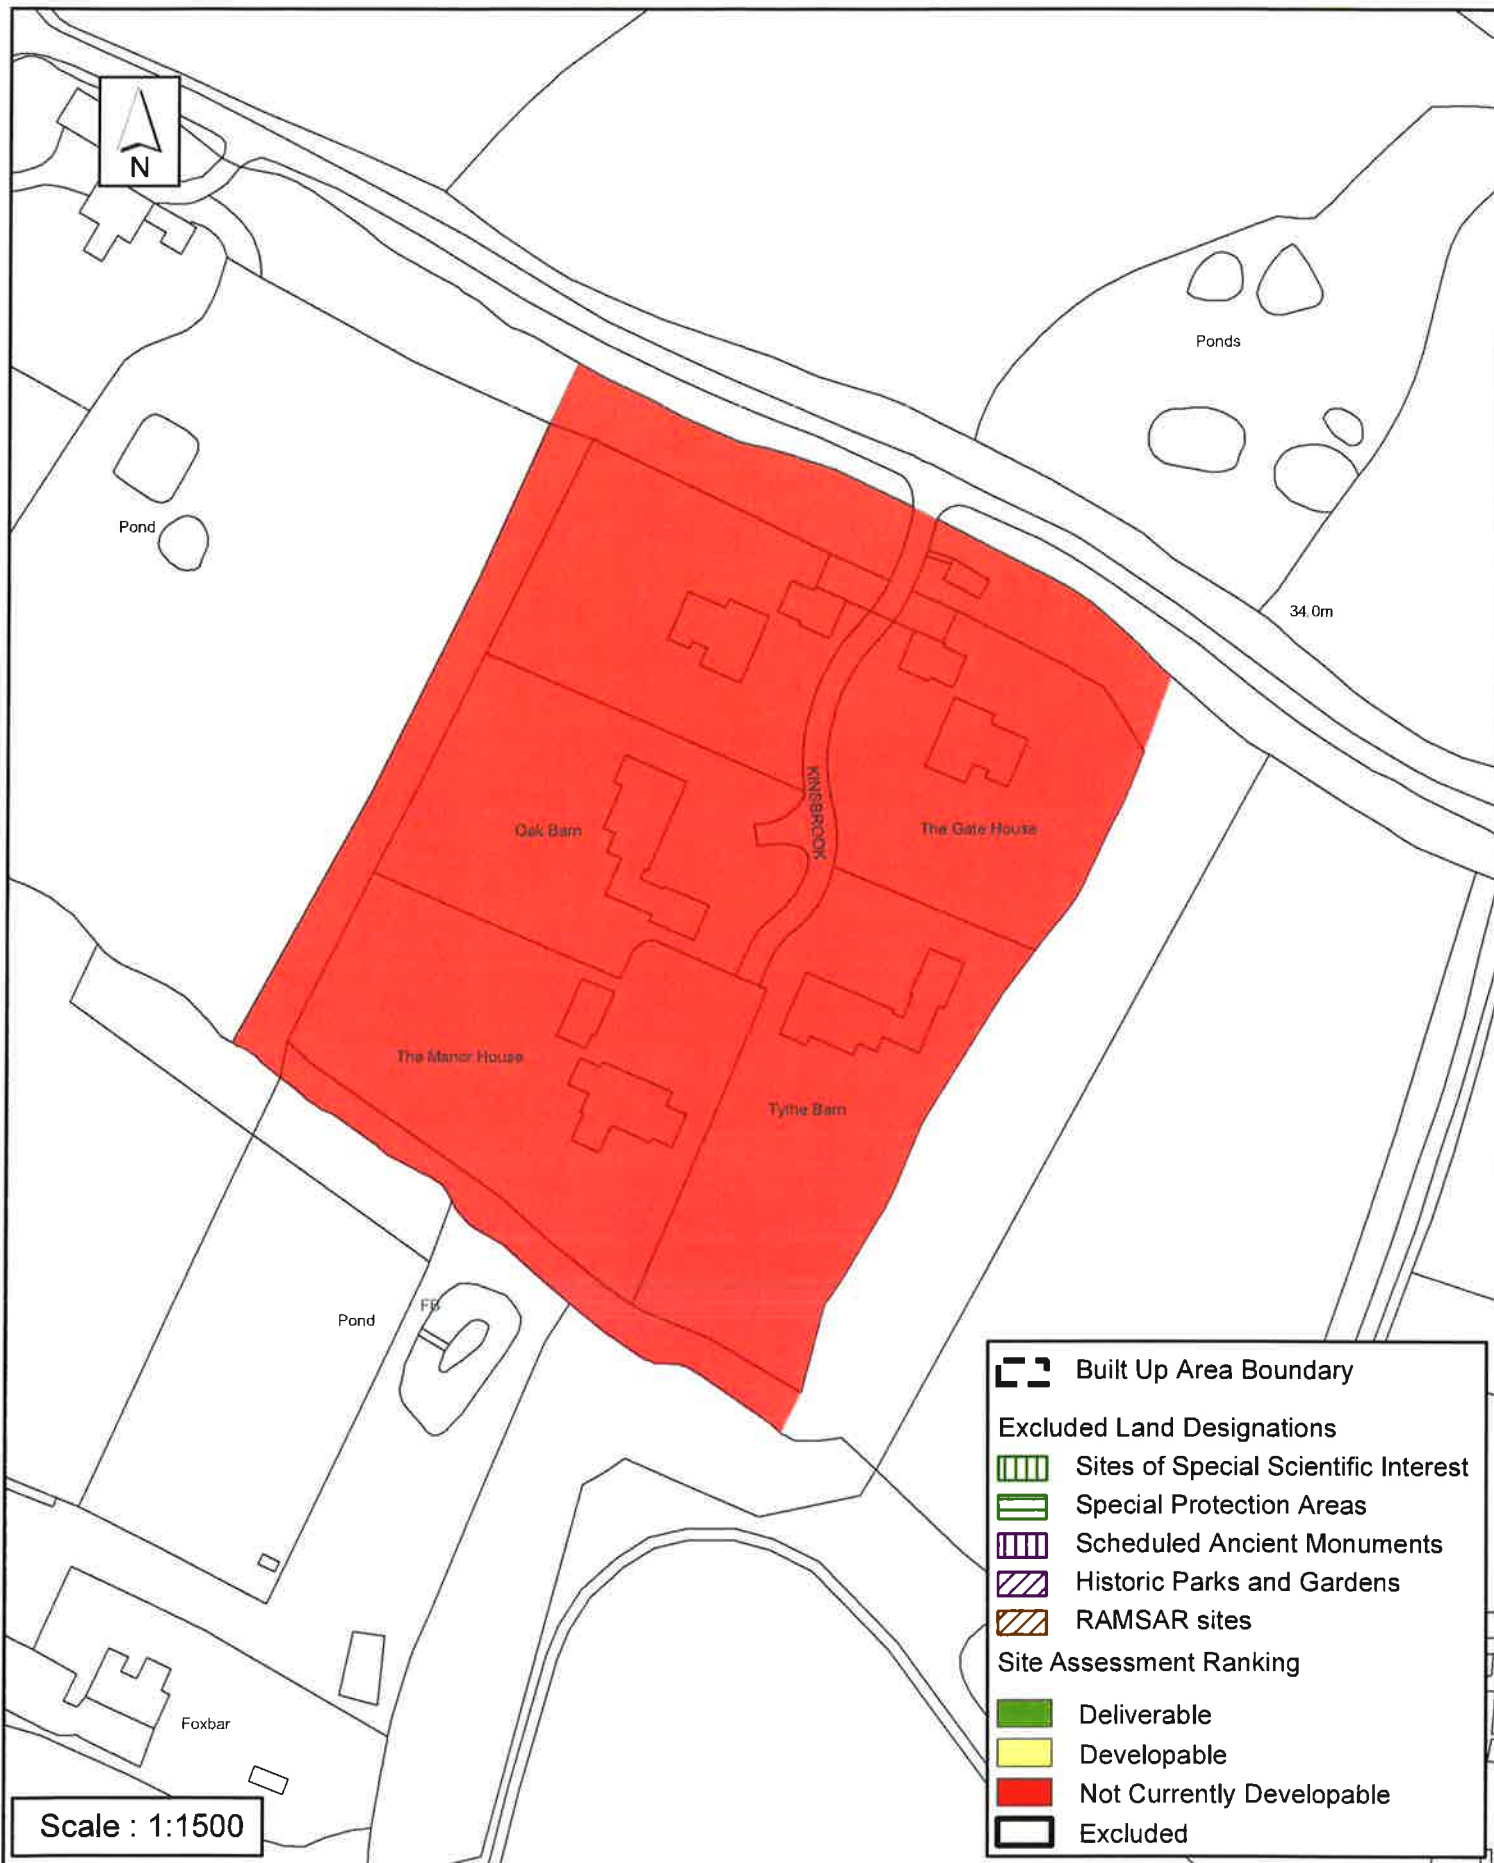 N
Ponds
Pond
34.0m
KINSBROOK
Oak Barn
The Gate House
The Manor House
Tythe Barn
FB
Pond
Foxbar
Scale : 1:1500
Built Up Area Boundary
Excluded Land Designations
Sites of Special Scientific Interest
Special Protection Areas
Scheduled Ancient Monuments
Historic Parks and Gardens
RAMSAR sites
Site Assessment Ranking
Deliverable
Developable
Not Currently Developable
Excluded